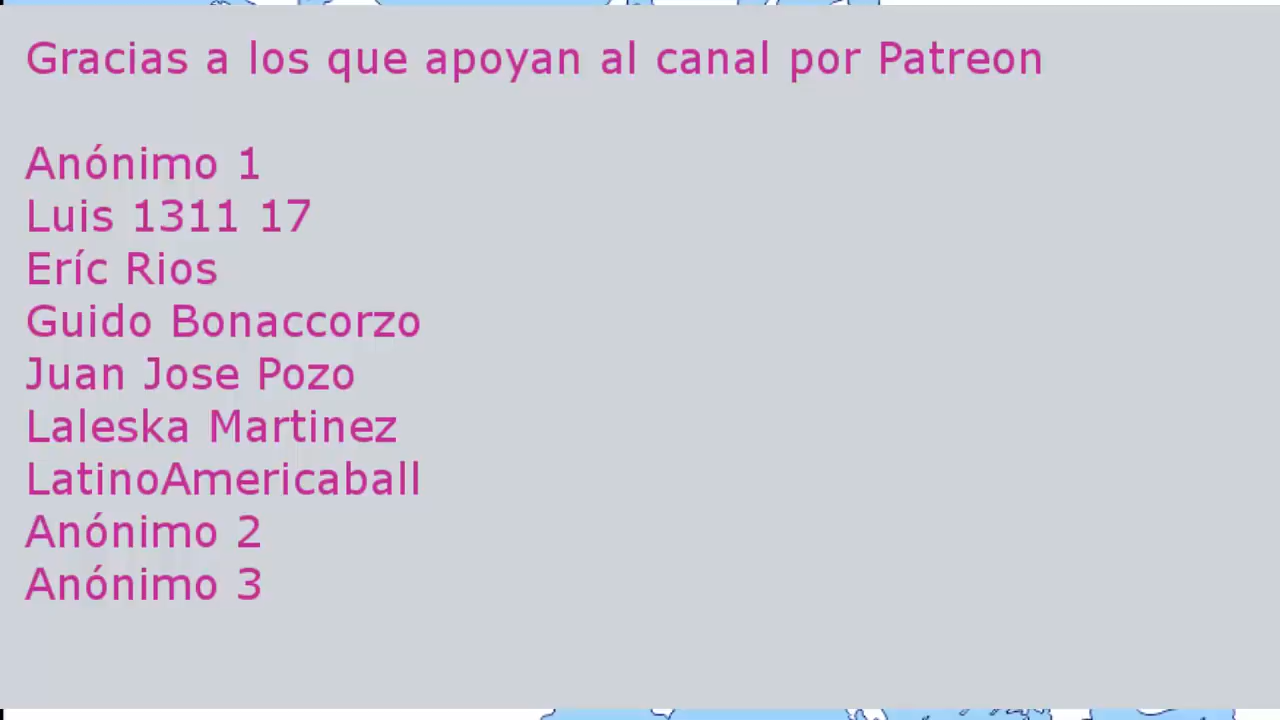 Gracias a los que apoyan al canal por Patreon
Anónimo 1
Luis 1311 17
Eríc Rios
Guido Bonaccorzo
Juan Jose Pozo
Laleska Martinez
LatinoAmericaball
Anónimo 2
Anónimo 3